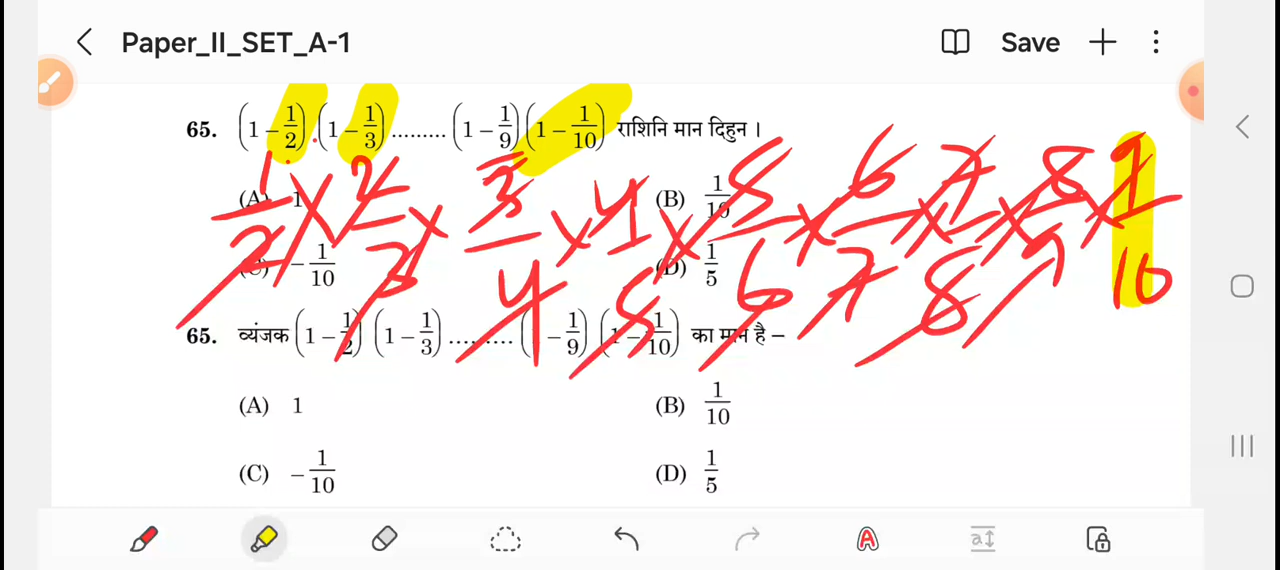 Paper_II_SET_A-1 Save
65. (1 − 1/2) (1 − 1/3) ......... (1 − 1/9) (1 − 1/10) राशिनि मान दिहुन ।
(A) 1 (B) 1/10
(C) − 1/10 (D) 1/5
1/2 × 2/3 × 3/4 × 4/5 × 5/6 × 6/7 × 7/8 × 8/9 × 9/10
65. व्यंजक (1 − 1/2) (1 − 1/3) ......... (1 − 1/9) (1 − 1/10) का मान है –
(A) 1 (B) 1/10
(C) − 1/10 (D) 1/5